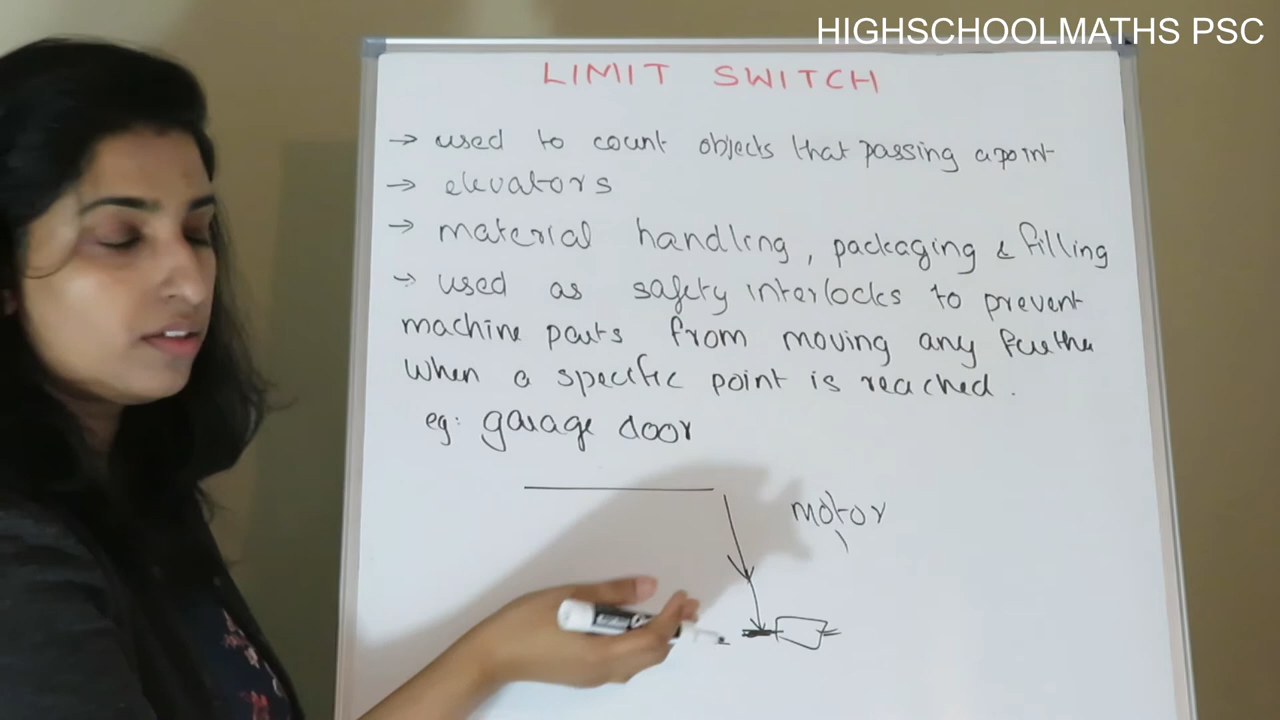 HIGHSCHOOLMATHS PSC
LIMIT SWITCH
→ used to count objects that passing a point
→ elevators
→ material handling, packaging & filling
→ used as safety interlocks to prevent
machine parts from moving any further
when a specific point is reached.
eg: garage door
motor